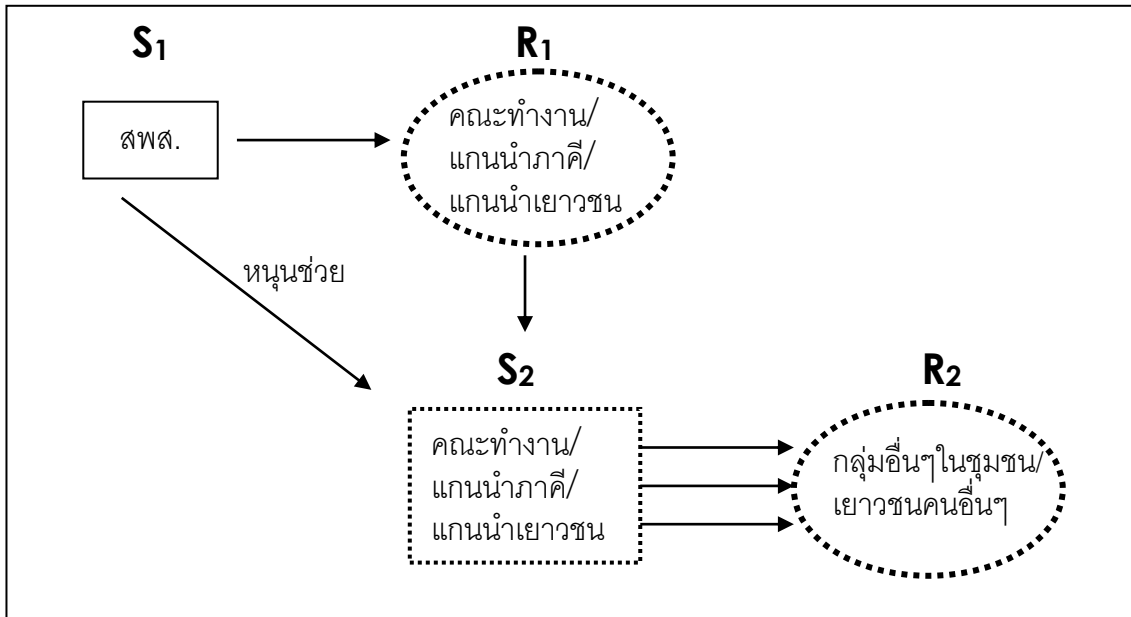 S1
R1
สพส.
คณะทำงาน/
แกนนำภาคี/
แกนนำเยาวชน
หนุนช่วย
S2
R2
คณะทำงาน/
แกนนำภาคี/
แกนนำเยาวชน
กลุ่มอื่นๆในชุมชน/
เยาวชนคนอื่นๆ